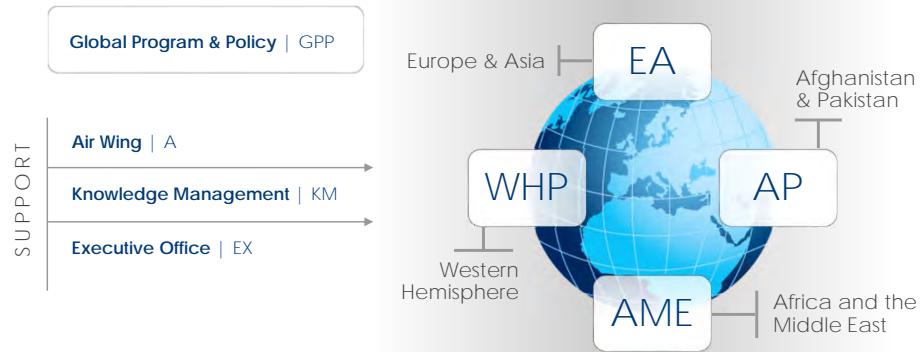 Global Program & Policy | GPP
SUPPORT
Air Wing | A
Knowledge Management | KM
Executive Office | EX
Europe & Asia
EA
Afghanistan
& Pakistan
WHP
AP
Western
Hemisphere
AME
Africa and the
Middle East